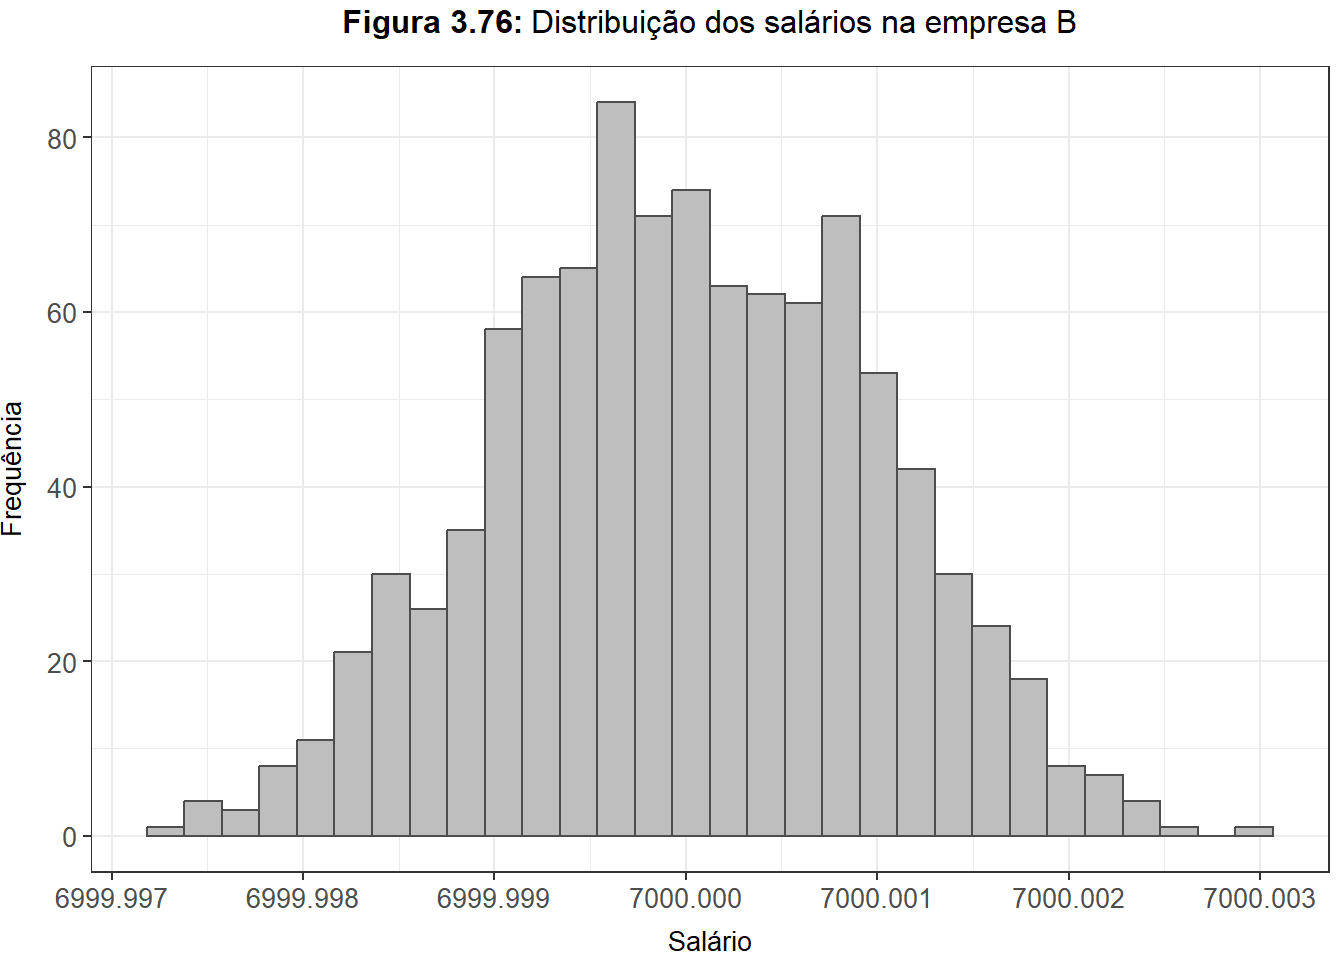 Figura 3.76: Distribuição dos salários na empresa B
80
60
40
20
0
Frequência
6999.997 6999.998 6999.999 7000.000 7000.001 7000.002 7000.003
Salário